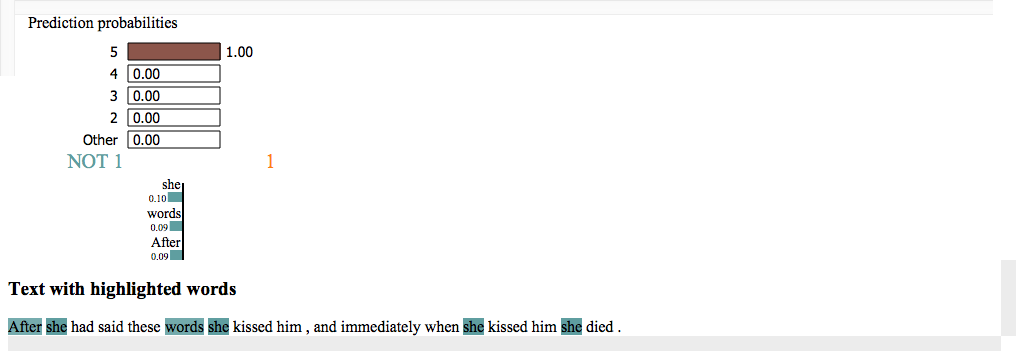 Prediction probabilities
5 1.00
4 0.00
3 0.00
2 0.00
Other 0.00
NOT 1 1
she
0.10
words
0.09
After
0.09
Text with highlighted words
After she had said these words she kissed him , and immediately when she kissed him she died .